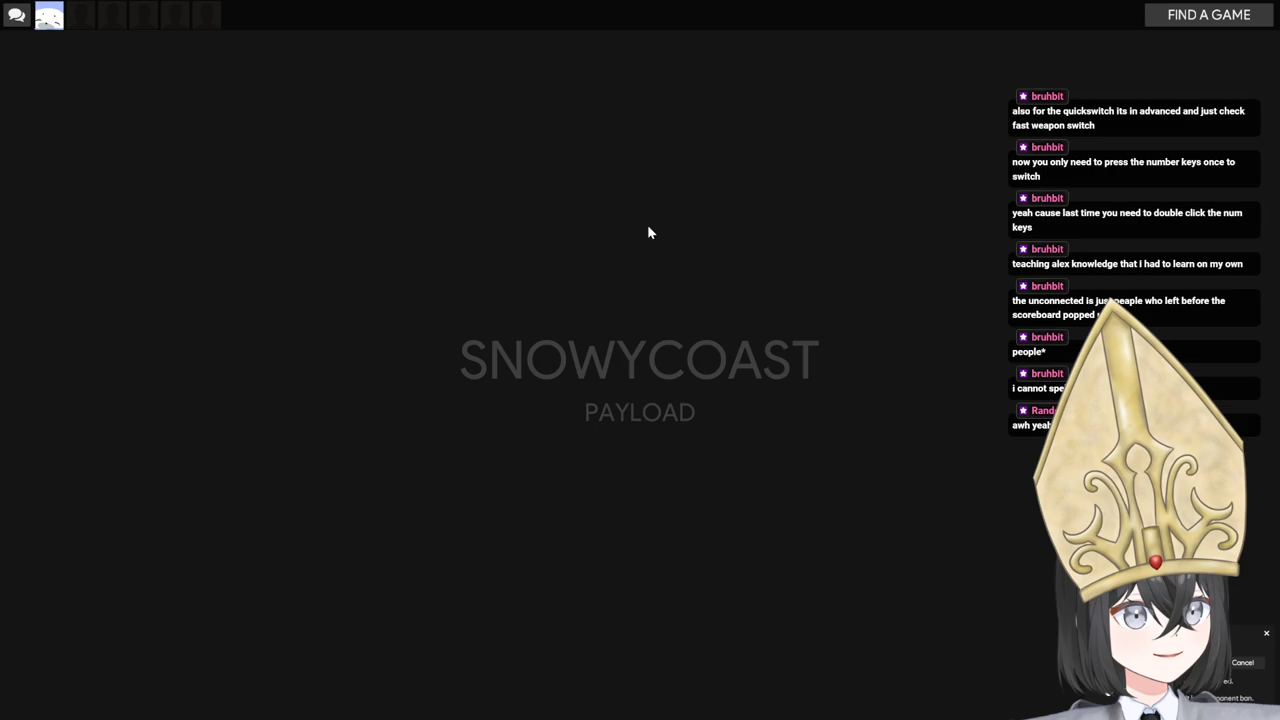 FIND A GAME
bruhbit
also for the quickswitch its in advanced and just check
fast weapon switch
bruhbit
now you only need to press the number keys once to
switch
bruhbit
yeah cause last time you need to double click the num
keys
bruhbit
teaching alex knowledge that I had to learn on my own
bruhbit
the unconnected is just peaple who left before the
scoreboard popped
bruhbit
people*
bruhbit
i cannot
awh yeah
SNOWYCOAST
PAYLOAD
Cancel
ban.